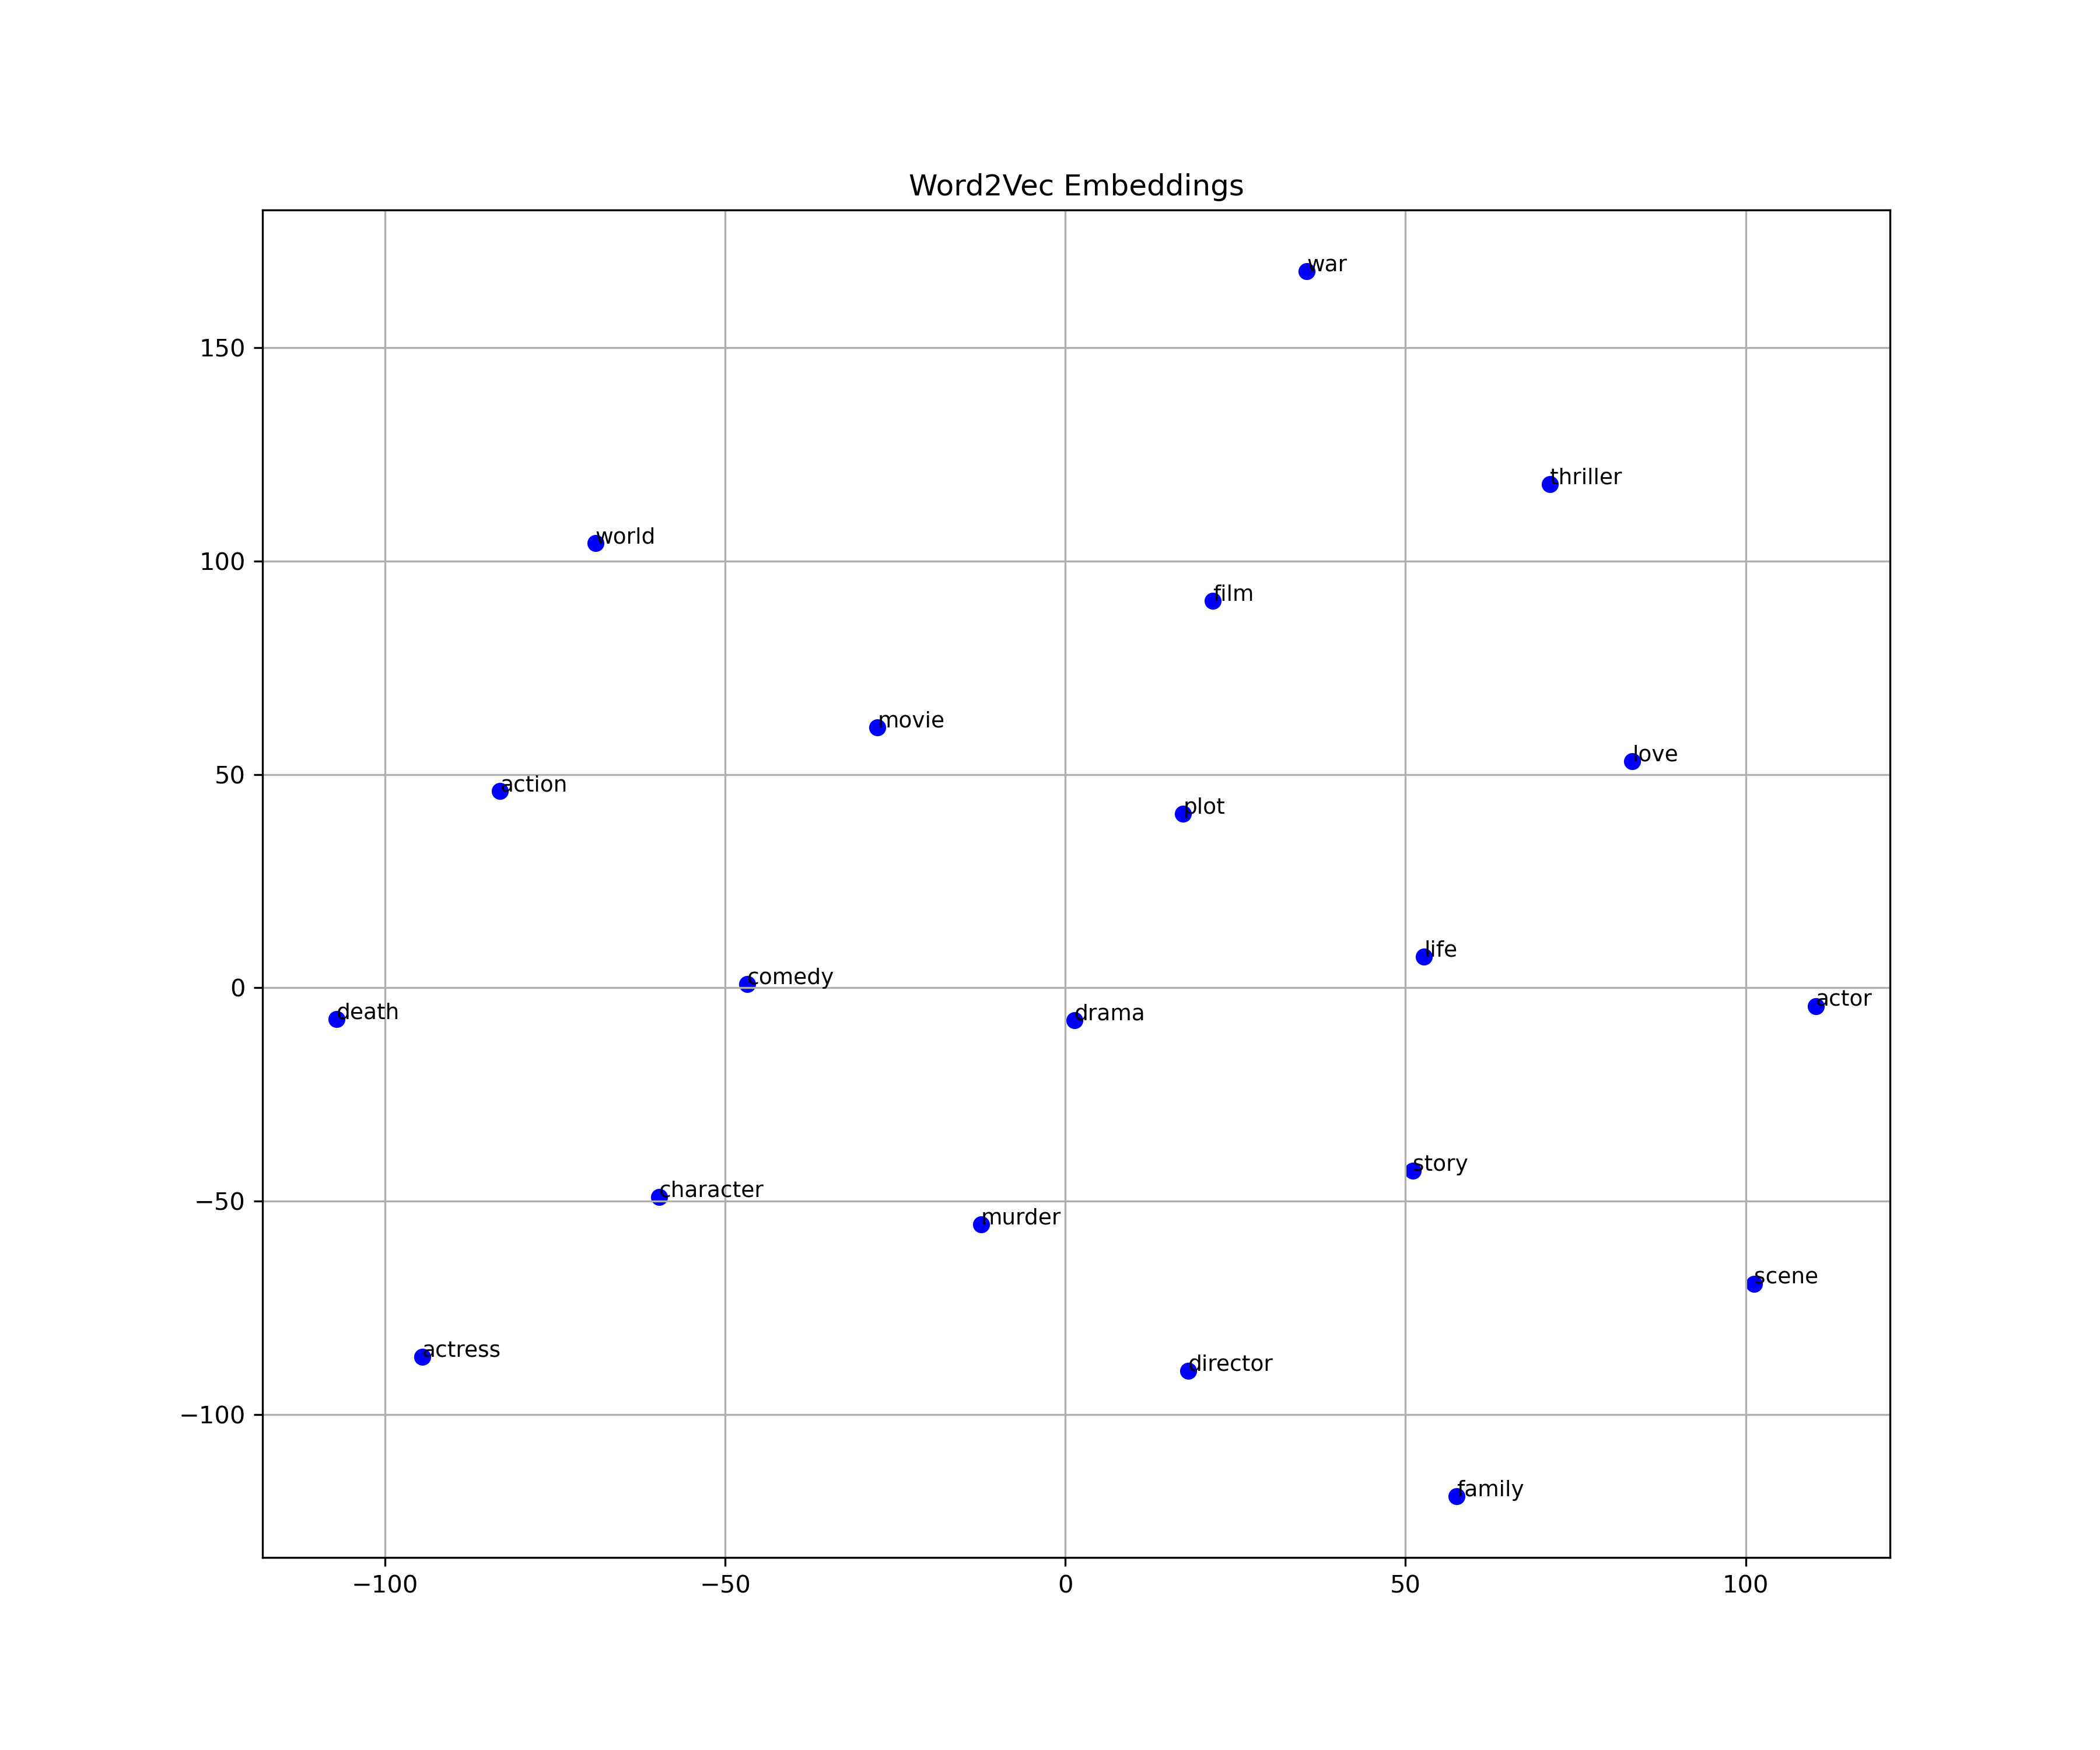 Word2Vec Embeddings
war
150
thriller
world
100
film
movie
love
50
action
plot
life
comedy
0
actor
death
drama
story
character
−50
murder
scene
actress
director
−100
family
−100
−50
0
50
100